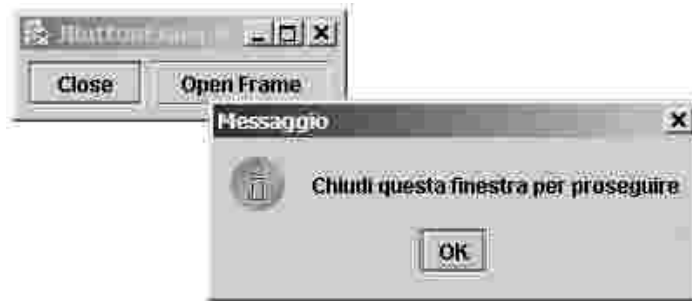 Close
Open Frame
Messaggio
Chiudi questa finestra per proseguire
OK